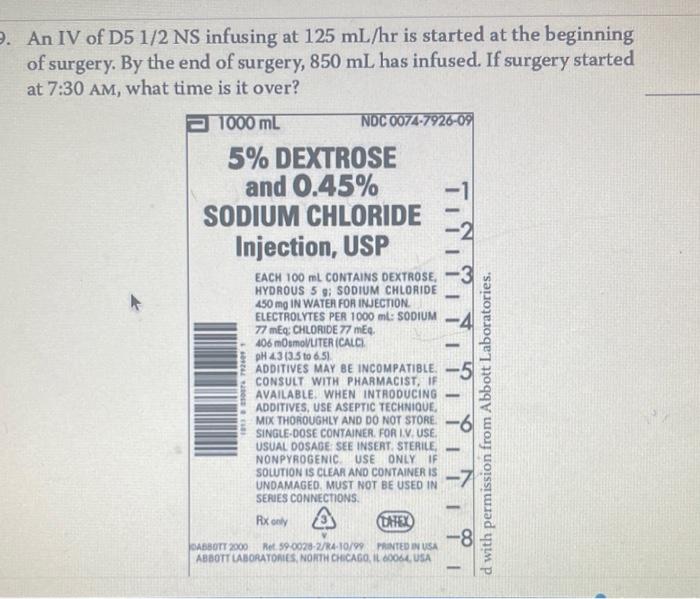 9. An IV of D5 1/2 NS infusing at 125 mL/hr is started at the beginning
of surgery. By the end of surgery, 850 mL has infused. If surgery started
at 7:30 AM, what time is it over?
1000 mL NDC 0074-7926-09
5% DEXTROSE
and 0.45%
SODIUM CHLORIDE
Injection, USP
EACH 100 mL CONTAINS DEXTROSE,
HYDROUS 5 g; SODIUM CHLORIDE
450 mg IN WATER FOR INJECTION.
ELECTROLYTES PER 1000 mL: SODIUM
77 mEq; CHLORIDE 77 mEq.
406 mOsmol/LITER (CALC).
pH 4.3 (3.5 to 6.5).
ADDITIVES MAY BE INCOMPATIBLE.
CONSULT WITH PHARMACIST, IF
AVAILABLE. WHEN INTRODUCING
ADDITIVES, USE ASEPTIC TECHNIQUE,
MIX THOROUGHLY AND DO NOT STORE.
SINGLE-DOSE CONTAINER. FOR I.V. USE.
USUAL DOSAGE: SEE INSERT. STERILE,
NONPYROGENIC. USE ONLY IF
SOLUTION IS CLEAR AND CONTAINER IS
UNDAMAGED. MUST NOT BE USED IN
SERIES CONNECTIONS.
Rx only 3 LATEX
V
©ABBOTT 2000 Ref. 59-0028-2/R4-10/99 PRINTED IN USA
ABBOTT LABORATORIES, NORTH CHICAGO, IL 60064, USA
1
2
3
4
5
6
7
8
d with permission from Abbott Laboratories.